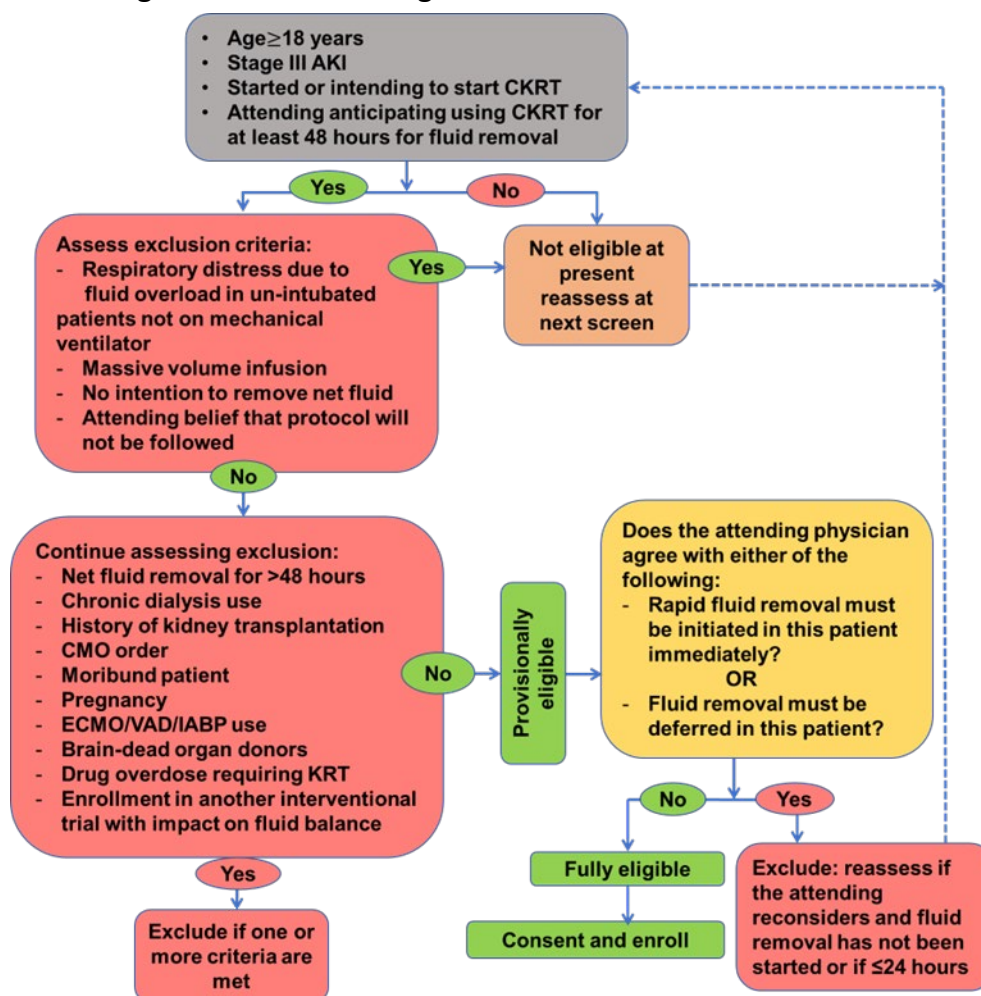 • Age≥18 years
• Stage III AKI
• Started or intending to start CKRT
• Attending anticipating using CKRT for
at least 48 hours for fluid removal
Yes
No
Assess exclusion criteria:
- Respiratory distress due to
fluid overload in un-intubated
patients not on mechanical
ventilator
- Massive volume infusion
- No intention to remove net fluid
- Attending belief that protocol will
not be followed
Yes
Not eligible at
present
reassess at
next screen
No
Continue assessing exclusion:
- Net fluid removal for >48 hours
- Chronic dialysis use
- History of kidney transplantation
- CMO order
- Moribund patient
- Pregnancy
- ECMO/VAD/IABP use
- Brain-dead organ donors
- Drug overdose requiring KRT
- Enrollment in another interventional
trial with impact on fluid balance
No
Provisionally
eligible
Does the attending physician
agree with either of the
following:
- Rapid fluid removal must
be initiated in this patient
immediately?
OR
- Fluid removal must be
deferred in this patient?
No
Yes
Yes
Exclude if one or
more criteria are
met
Fully eligible
Consent and enroll
Exclude: reassess if
the attending
reconsiders and fluid
removal has not been
started or if ≤24 hours